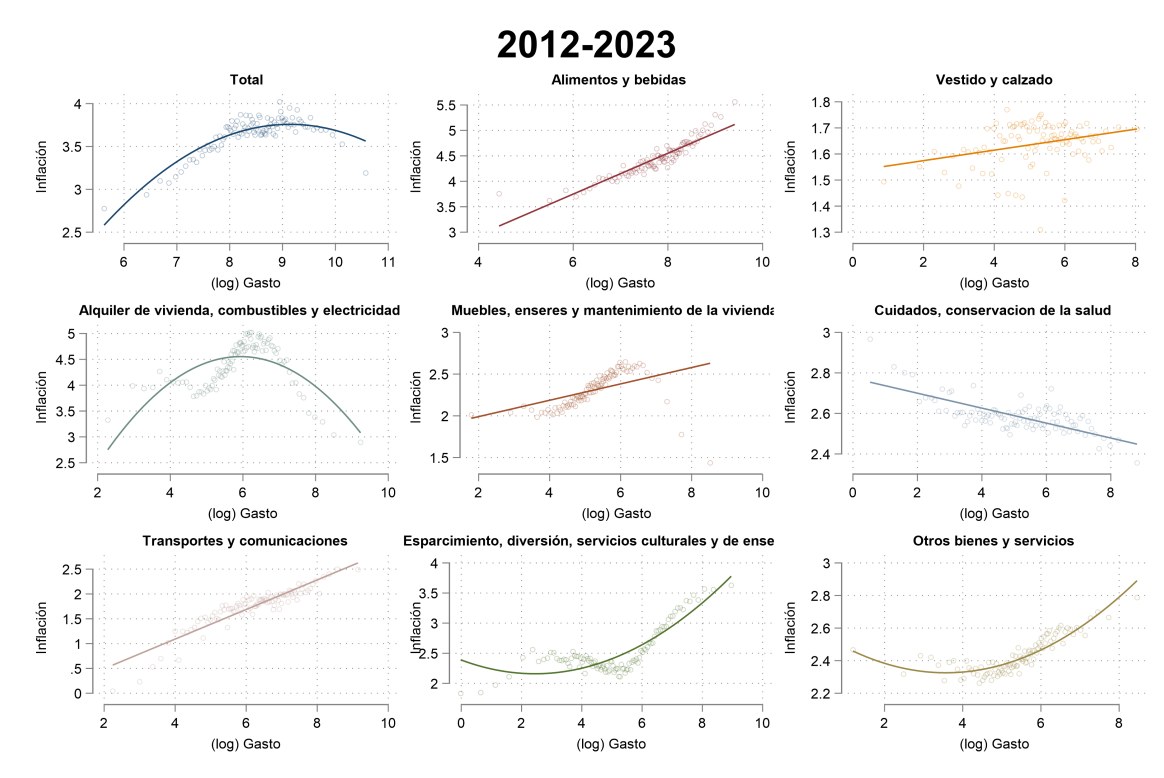 2012-2023
Total
4
3.5
3
2.5
Inflación
6 7 8 9 10 11
(log) Gasto
Alimentos y bebidas
5.5
5
4.5
4
3.5
3
Inflación
4 6 8 10
(log) Gasto
Vestido y calzado
1.8
1.7
1.6
1.5
1.4
1.3
Inflación
0 2 4 6 8
(log) Gasto
Alquiler de vivienda, combustibles y electricidad
5
4.5
4
3.5
3
2.5
Inflación
2 4 6 8 10
(log) Gasto
Muebles, enseres y mantenimiento de la vivienda
3
2.5
2
1.5
Inflación
2 4 6 8 10
(log) Gasto
Cuidados, conservacion de la salud
3
2.8
2.6
2.4
Inflación
0 2 4 6 8
(log) Gasto
Transportes y comunicaciones
2.5
2
1.5
1
.5
0
Inflación
2 4 6 8 10
(log) Gasto
Esparcimiento, diversión, servicios culturales y de ense
4
3.5
3
2.5
2
Inflación
0 2 4 6 8 10
(log) Gasto
Otros bienes y servicios
3
2.8
2.6
2.4
2.2
Inflación
2 4 6 8
(log) Gasto